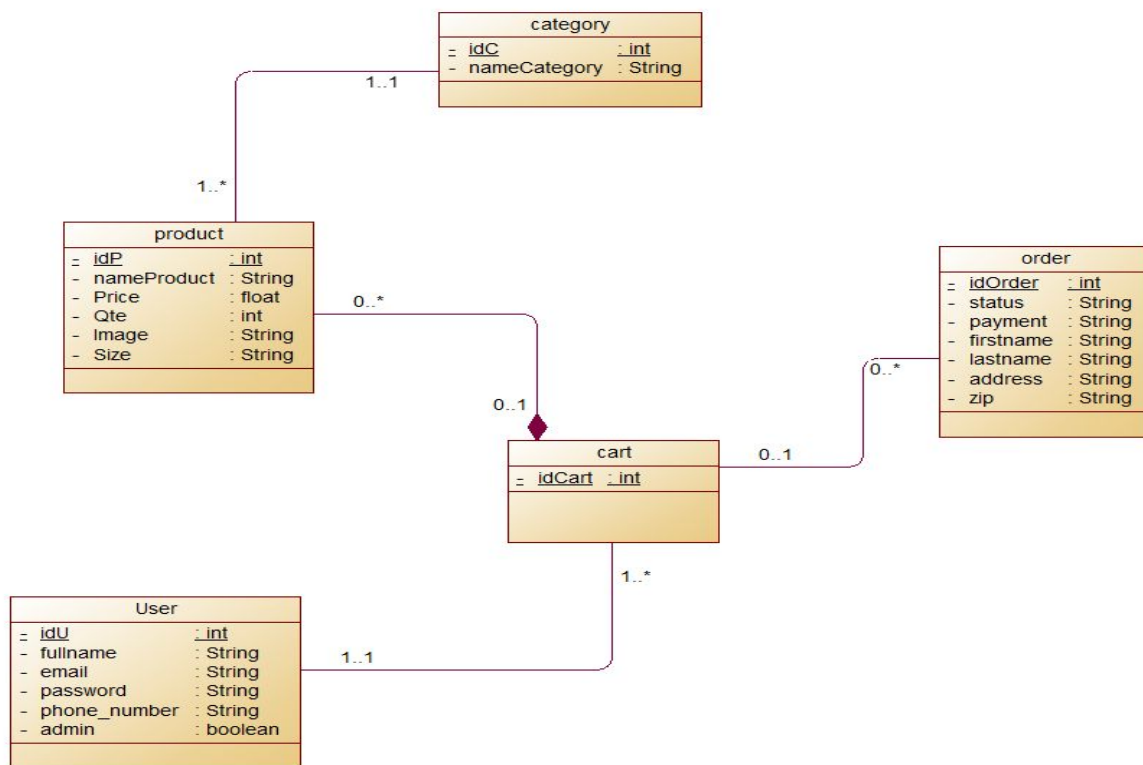 category
- idC : int
- nameCategory : String
1..1
1..*
product
- idP : int
- nameProduct : String
- Price : float
- Qte : int
- Image : String
- Size : String
0..*
0..1
order
- idOrder : int
- status : String
- payment : String
- firstname : String
- lastname : String
- address : String
- zip : String
0..*
0..1
cart
- idCart : int
1..*
1..1
User
- idU : int
- fullname : String
- email : String
- password : String
- phone_number : String
- admin : boolean